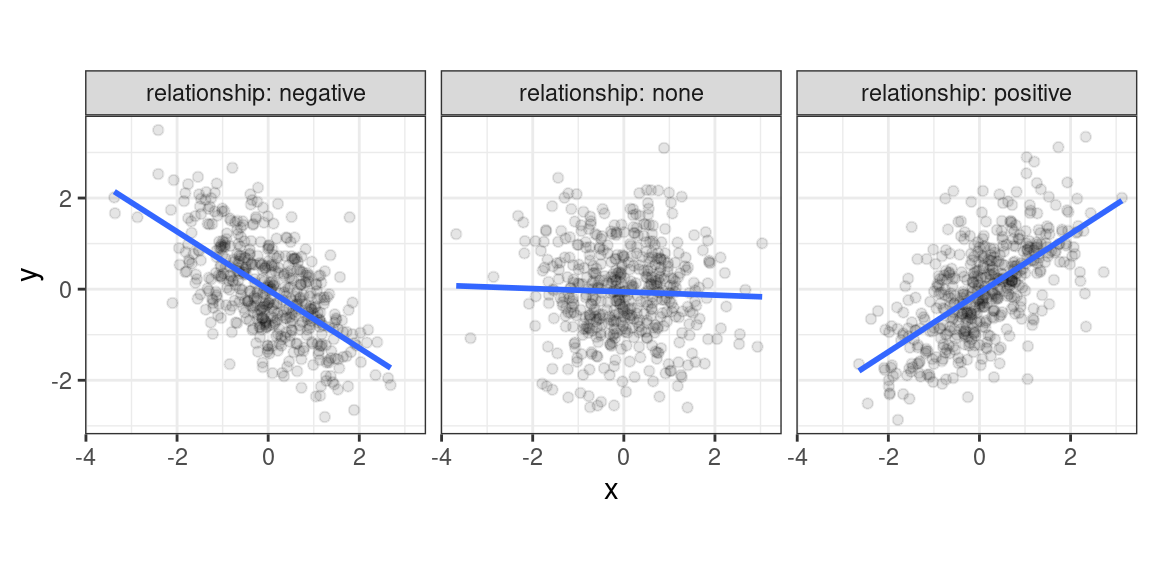 relationship: negative
relationship: none
relationship: positive
y
2
0
-2
-4 -2 0 2
-4 -2 0 2
-4 -2 0 2
x